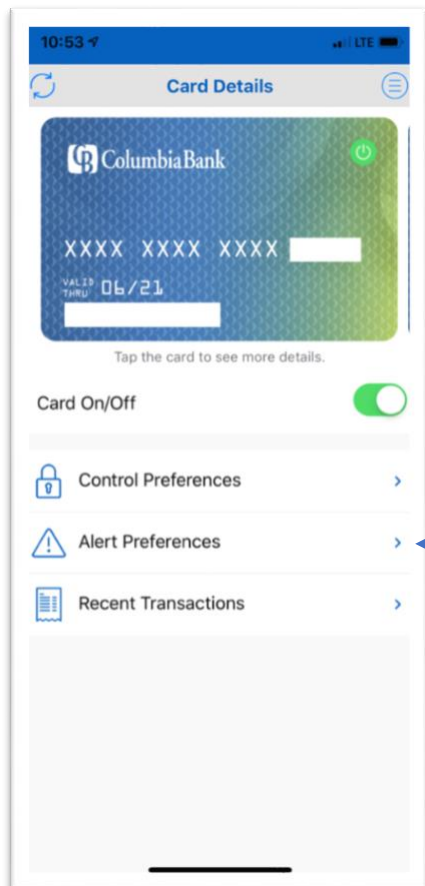 10:53
LTE
Card Details
CB ColumbiaBank
XXXX XXXX XXXX
VALID THRU 06/21
Tap the card to see more details.
Card On/Off
Control Preferences
Alert Preferences
Recent Transactions